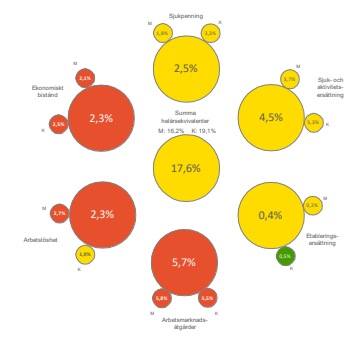 Sjukpenning
M
K
1,8%
3,3%
2,5%
M
2,1%
Ekonomiskt
bistånd
2,3%
K
2,5%
M
3,7%
Sjuk- och
aktivitets-
ersättning
4,5%
5,3%
K
Summa
helårsekvivalenter
M: 16,2% K: 19,1%
17,6%
M
2,7%
2,3%
Arbetslöshet
1,8%
K
M
0,2%
0,4%
Etablerings-
ersättning
0,5%
K
5,7%
5,8%
5,5%
M
K
Arbetsmarknads-
åtgärder